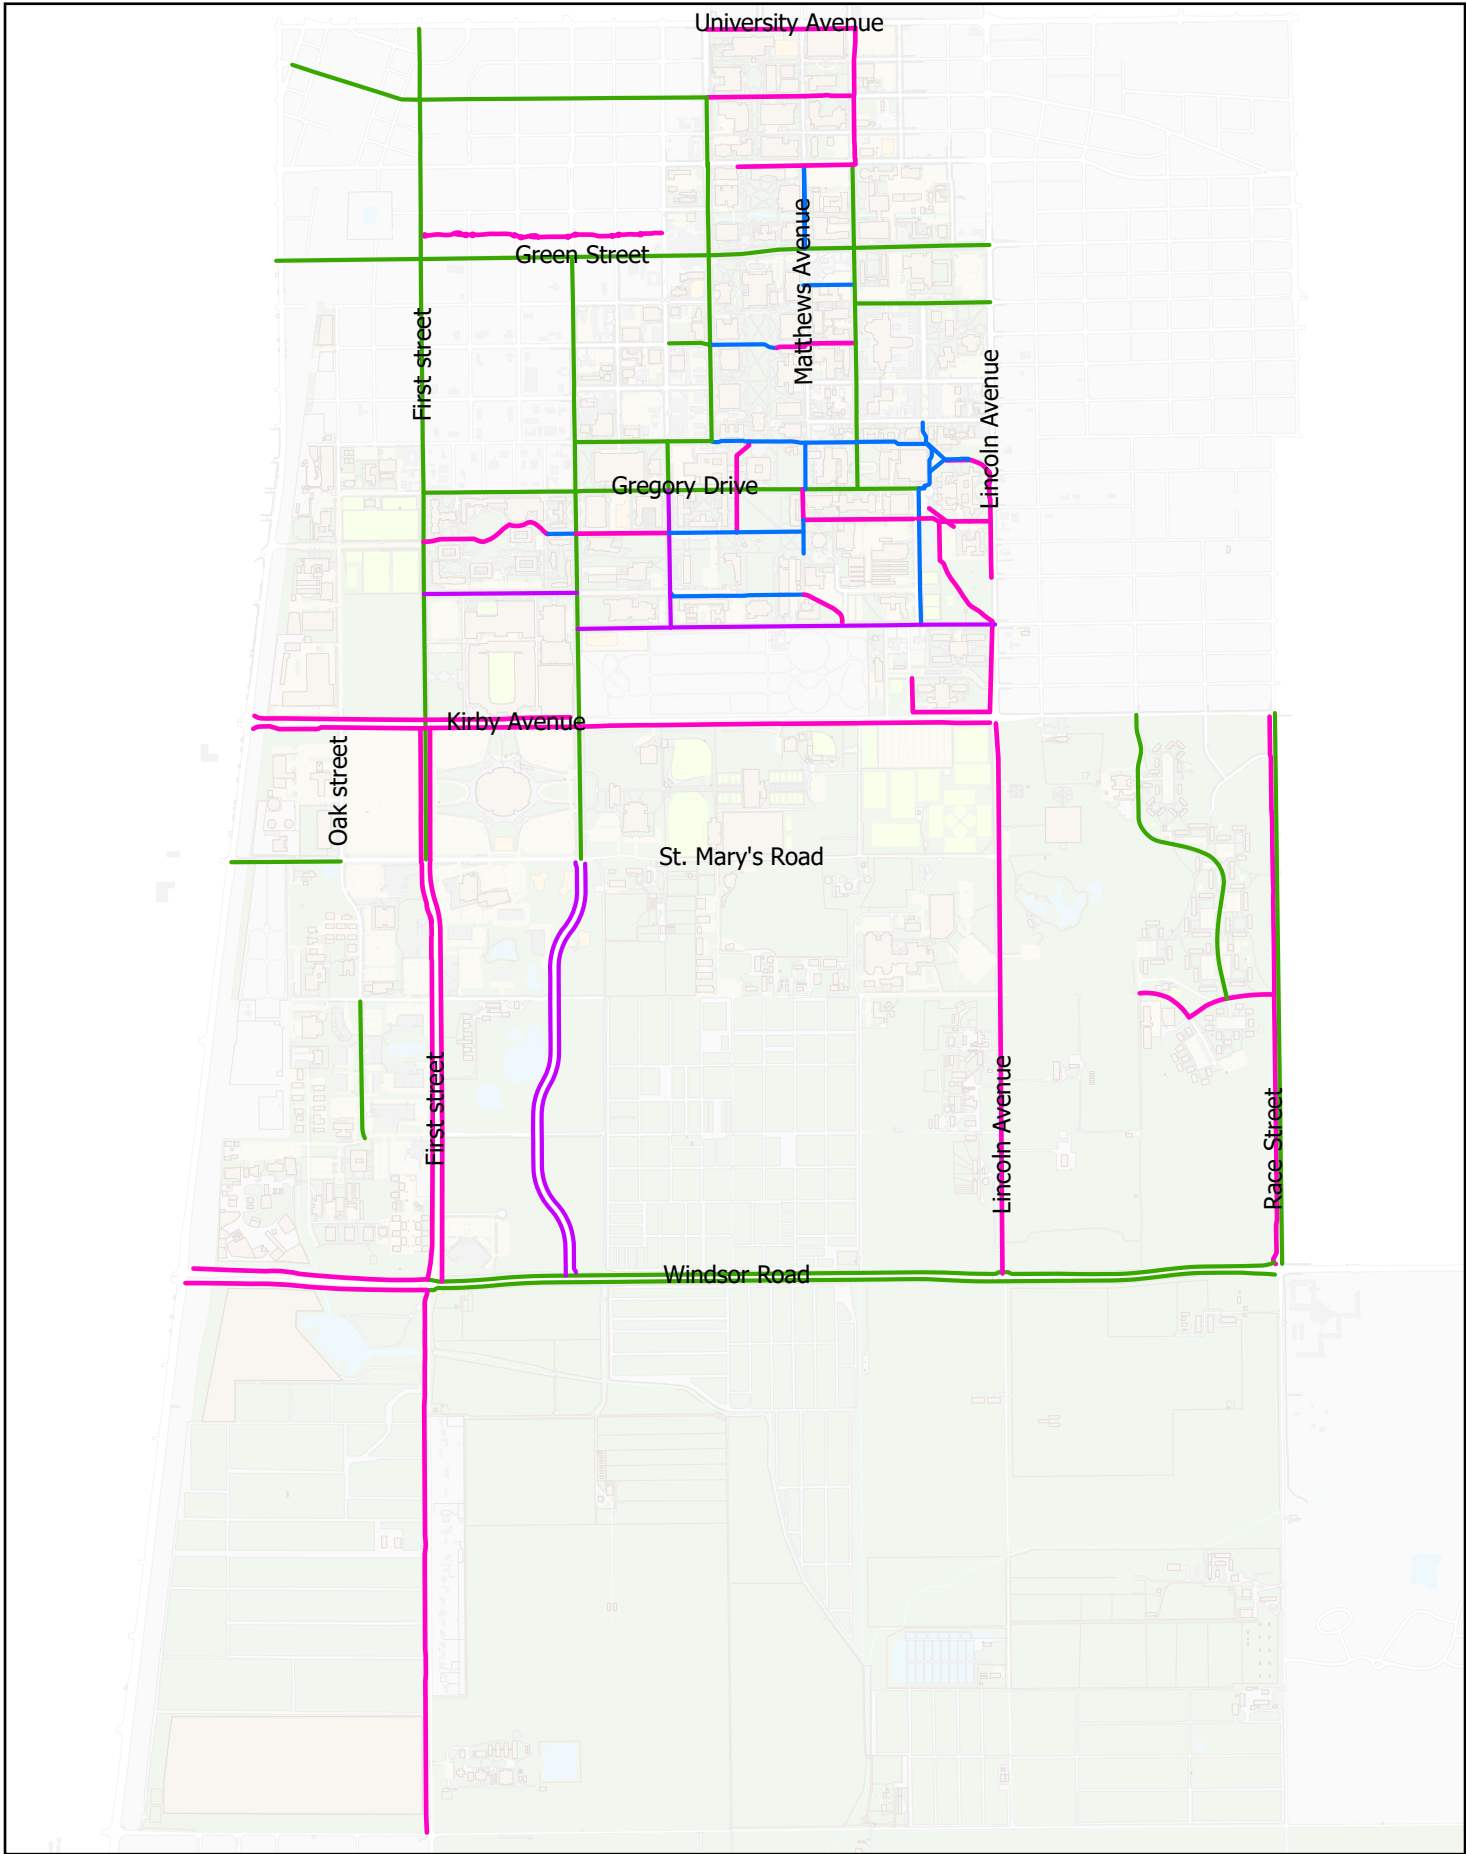 University Avenue
Matthews Avenue
Green Street
First street
Lincoln Avenue
Gregory Drive
Kirby Avenue
Oak street
St. Mary's Road
First street
Lincoln Avenue
Race Street
Windsor Road